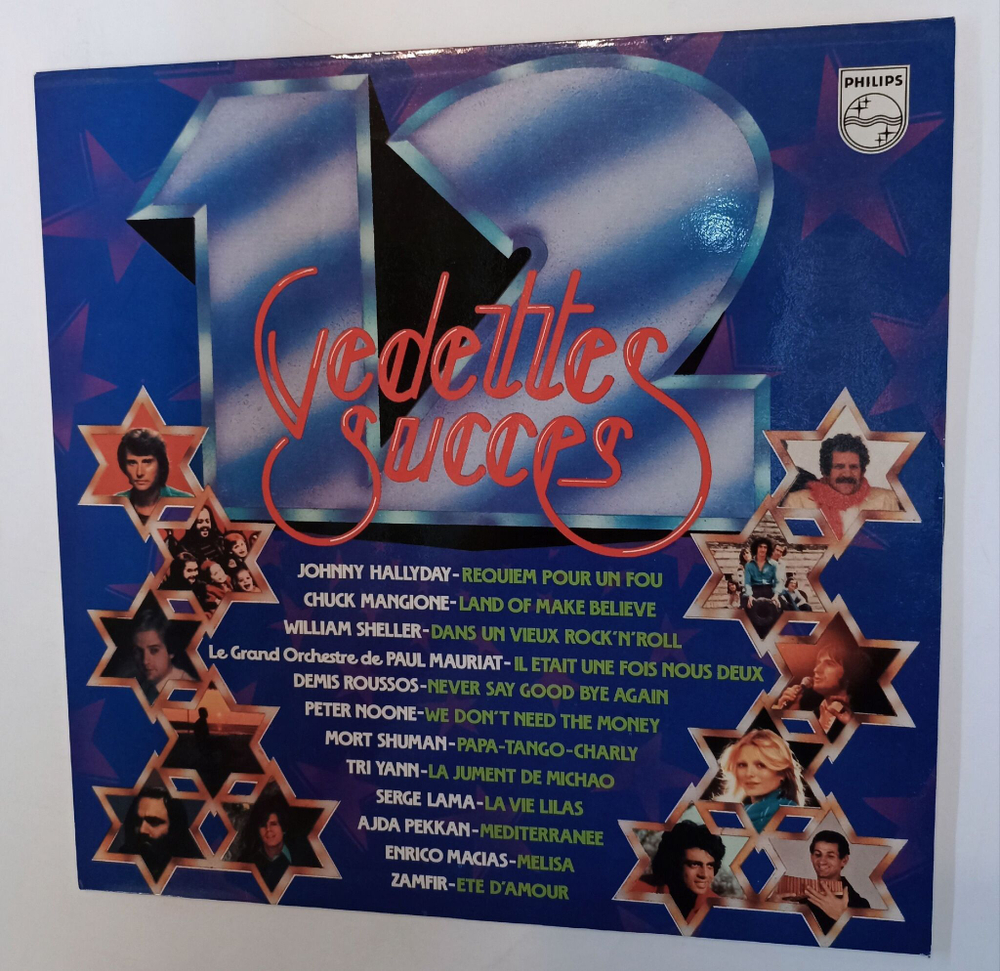 PHILIPS
12
vedettes
succes
JOHNNY HALLYDAY-REQUIEM POUR UN FOU
CHUCK MANGIONE-LAND OF MAKE BELIEVE
WILLIAM SHELLER-DANS UN VIEUX ROCK'N'ROLL
Le Grand Orchestre de PAUL MAURIAT-IL ETAIT UNE FOIS NOUS DEUX
DEMIS ROUSSOS-NEVER SAY GOOD BYE AGAIN
PETER NOONE-WE DON'T NEED THE MONEY
MORT SHUMAN-PAPA-TANGO-CHARLY
TRI YANN-LA JUMENT DE MICHAO
SERGE LAMA-LA VIE LILAS
AJDA PEKKAN-MEDITERRANEE
ENRICO MACIAS-MELISA
ZAMFIR-ETE D'AMOUR